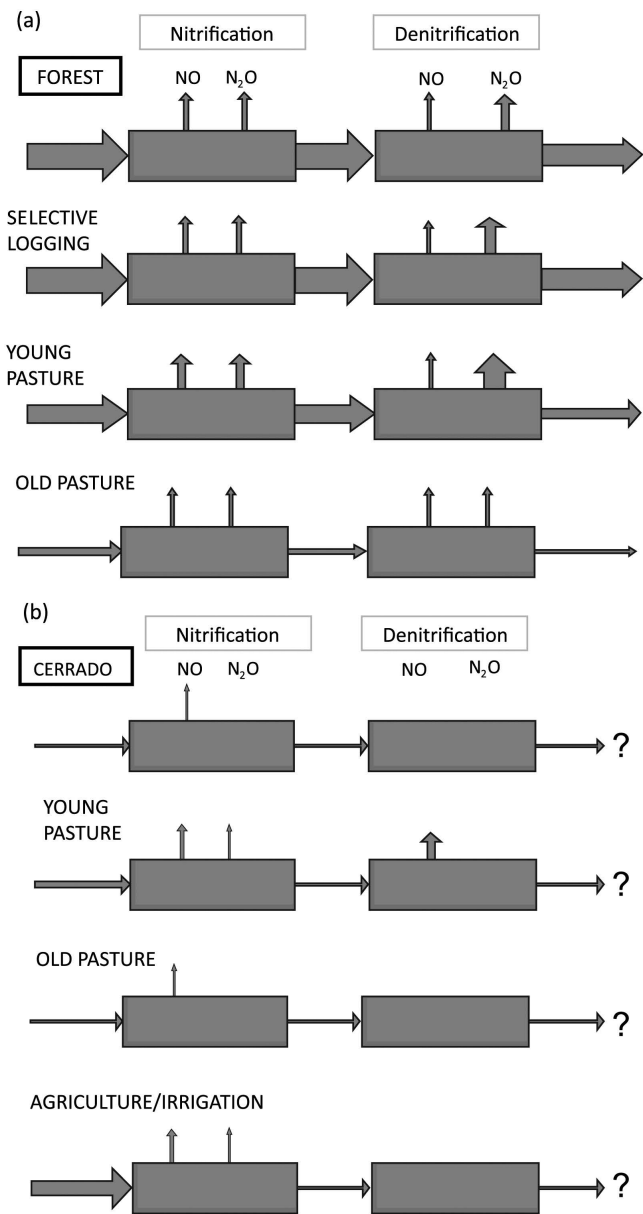 (a)
Nitrification Denitrification
FOREST NO N₂O NO N₂O
SELECTIVE
LOGGING
YOUNG
PASTURE
OLD PASTURE
(b)
Nitrification Denitrification
CERRADO NO N₂O NO N₂O
?
YOUNG
PASTURE
?
OLD PASTURE
?
AGRICULTURE/IRRIGATION
?